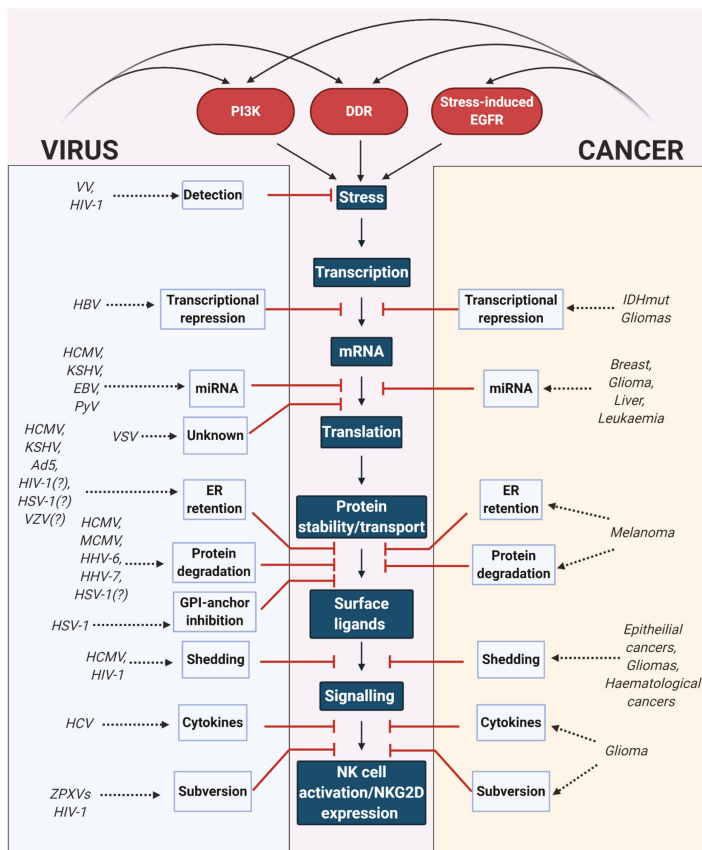 PI3K
DDR
Stress-induced
EGFR
VIRUS
CANCER
VV,
HIV-1
Detection
Stress
Transcription
HBV
Transcriptional
repression
Transcriptional
repression
IDHmut
Gliomas
mRNA
HCMV,
KSHV,
EBV,
PyV
miRNA
miRNA
Breast,
Glioma,
Liver,
Leukaemia
VSV
Unknown
Translation
HCMV,
KSHV,
Ad5,
HIV-1(?),
HSV-1(?)
VZV(?)
ER
retention
Protein
stability/transport
ER
retention
Melanoma
HCMV,
MCMV,
HHV-6,
HHV-7,
HSV-1(?)
Protein
degradation
Protein
degradation
HSV-1
GPI-anchor
inhibition
Surface
ligands
HCMV,
HIV-1
Shedding
Shedding
Epitheilial
cancers,
Gliomas,
Haematological
cancers
Signalling
HCV
Cytokines
Cytokines
Glioma
ZPXVs
HIV-1
Subversion
NK cell
activation/NKG2D
expression
Subversion